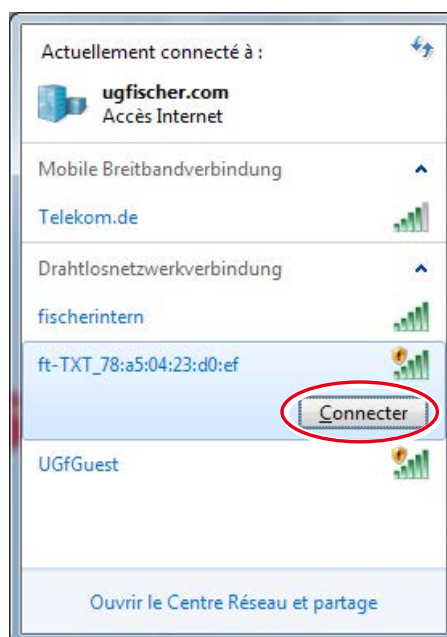 Actuellement connecté à :
ugfischer.com
Accès Internet
Mobile Breitbandverbindung
Telekom.de
Drahtlosnetzwerkverbindung
fischerintern
ft-TXT_78:a5:04:23:d0:ef
Connecter
UGfGuest
Ouvrir le Centre Réseau et partage